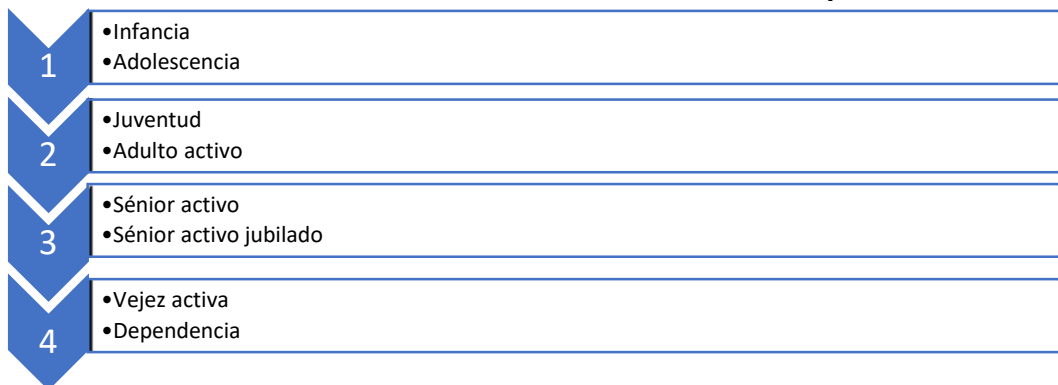 1
•Infancia
•Adolescencia
2
•Juventud
•Adulto activo
3
•Sénior activo
•Sénior activo jubilado
4
•Vejez activa
•Dependencia